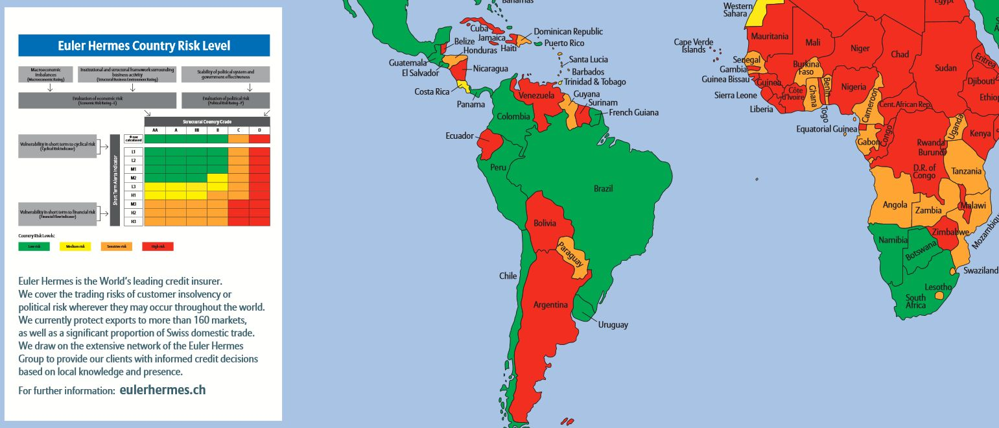 Euler Hermes Country Risk Level
Macroeconomic
imbalances
(Macroeconomic Rating)
Institutional and structural framework surrounding
business activity
(Structural Business Environment Rating)
Stability of political system and
government effectiveness
Evaluation of economic risk
(Economic Risk Rating–E)
Evaluation of political risk
(Political Risk Rating–P)
Structural Country Grade
AA A BB B C D
calculated
Vulnerability in short term to cyclical risk
(Cyclical Risk Indicator)
Short Term Alerts Indicator
L1
L2
M1
M2
L3
H1
M3
H2
H3
Vulnerability in short term to financial risk
(Financial Flow Indicator)
Country Risk Levels:
Low risk
Medium risk
Sensitive risk
High risk
Euler Hermes is the World's leading credit insurer.
We cover the trading risks of customer insolvency or
political risk wherever they may occur throughout the world.
We currently protect exports to more than 160 markets,
as well as a significant proportion of Swiss domestic trade.
We draw on the extensive network of the Euler Hermes
Group to provide our clients with informed credit decisions
based on local knowledge and presence.
For further information: eulerhermes.ch
Bahamas
Cuba
Jamaica
Haiti
Dominican Republic
Puerto Rico
Belize
Honduras
Guatemala
El Salvador
Nicaragua
Costa Rica
Panama
Santa Lucia
Barbados
Trinidad & Tobago
Venezuela
Guyana
Surinam
French Guiana
Colombia
Ecuador
Peru
Brazil
Bolivia
Paraguay
Chile
Argentina
Uruguay
Western
Sahara
Egypt
Mauritania
Mali
Niger
Chad
Sudan
Eritrea
Cape Verde
Islands
Senegal
Gambia
Guinea Bissau
Guinea
Sierra Leone
Liberia
Côte
d'Ivoire
Burkina
Faso
Ghana
Togo
Benin
Nigeria
Cameroon
Cent. African Rep.
Djibouti
Ethiop
Equatorial Guinea
Gabon
Congo
Uganda
Kenya
Rwanda
Burundi
D.R. of
Congo
Tanzania
Angola
Zambia
Malawi
Mozambiqu
Zimbabwe
Namibia
Botswana
Swaziland
Lesotho
South
Africa